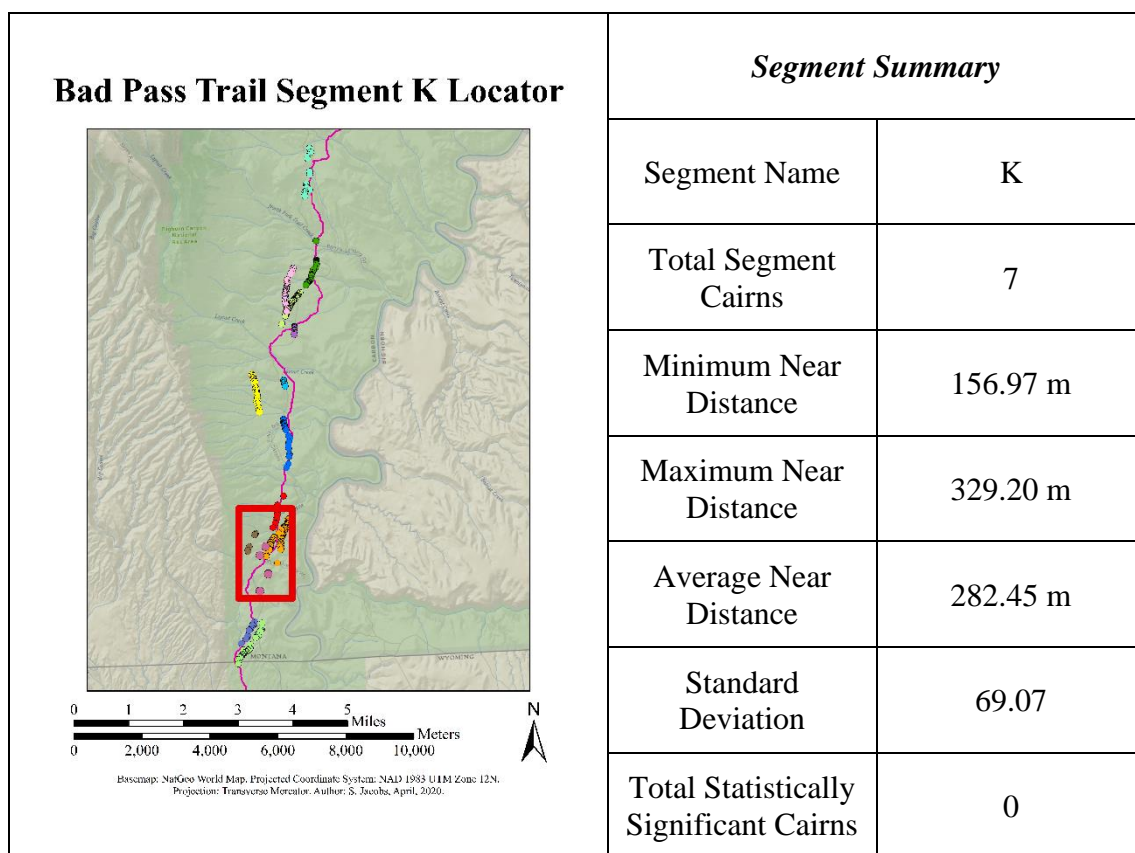 Bad Pass Trail Segment K Locator
MONTANA
WYOMING
0 1 2 3 4 5
Miles
Meters
0 2,000 4,000 6,000 8,000 10,000
N
Basemap: NatGeo World Map. Projected Coordinate System: NAD 1983 UTM Zone 12N.
Projection: Transverse Mercator. Author: S. Jacobs, April, 2020.
Segment Summary
Segment Name
K
Total Segment
Cairns
7
Minimum Near
Distance
156.97 m
Maximum Near
Distance
329.20 m
Average Near
Distance
282.45 m
Standard
Deviation
69.07
Total Statistically
Significant Cairns
0